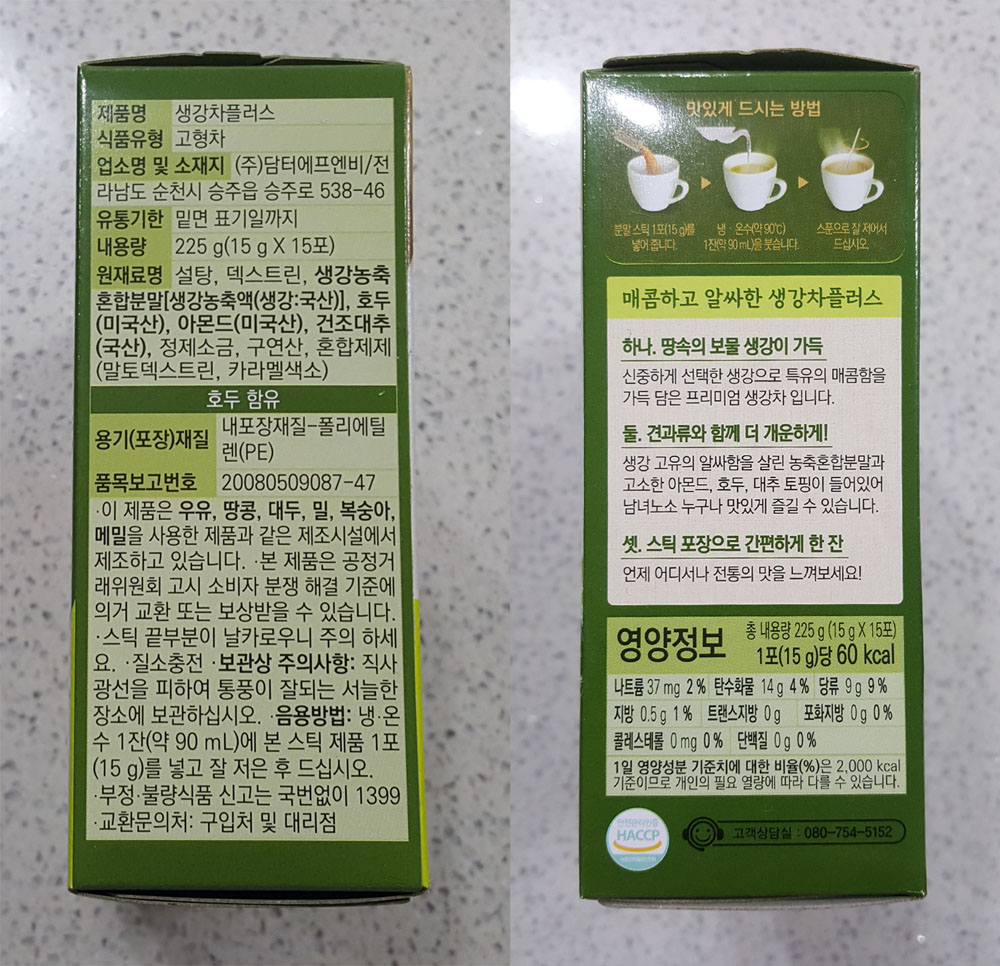 제품명 생강차플러스
식품유형 고형차
업소명 및 소재지 (주)담터에프엔비/전
라남도 순천시 승주읍 승주로 538-46
유통기한 밑면 표기일까지
내용량 225 g(15 g X 15포)
원재료명 설탕, 덱스트린, 생강농축
혼합분말[생강농축액(생강:국산)], 호두
(미국산), 아몬드(미국산), 건조대추
(국산), 정제소금, 구연산, 혼합제제
(말토덱스트린, 카라멜색소)
호두 함유
용기(포장)재질 내포장재질-폴리에틸
렌(PE)
품목보고번호 20080509087-47
·이 제품은 우유, 땅콩, 대두, 밀, 복숭아,
메밀을 사용한 제품과 같은 제조시설에서
제조하고 있습니다. ·본 제품은 공정거
래위원회 고시 소비자 분쟁 해결 기준에
의거 교환 또는 보상받을 수 있습니다.
·스틱 끝부분이 날카로우니 주의 하세
요. ·질소충전 ·보관상 주의사항: 직사
광선을 피하여 통풍이 잘되는 서늘한
장소에 보관하십시오. ·음용방법: 냉·온
수 1잔(약 90 mL)에 본 스틱 제품 1포
(15 g)를 넣고 잘 저은 후 드십시오.
·부정·불량식품 신고는 국번없이 1399
·교환문의처: 구입처 및 대리점
맛있게 드시는 방법
분말 스틱 1포(15 g)를
넣어 줍니다.
냉·온수(약 90℃)
1잔(약 90 mL)을 붓습니다.
스푼으로 잘 저어서
드십시오.
매콤하고 알싸한 생강차플러스
하나. 땅속의 보물 생강이 가득
신중하게 선택한 생강으로 특유의 매콤함을
가득 담은 프리미엄 생강차 입니다.
둘. 견과류와 함께 더 개운하게!
생강 고유의 알싸함을 살린 농축혼합분말과
고소한 아몬드, 호두, 대추 토핑이 들어있어
남녀노소 누구나 맛있게 즐길 수 있습니다.
셋. 스틱 포장으로 간편하게 한 잔
언제 어디서나 전통의 맛을 느껴보세요!
영양정보
총 내용량 225 g (15 g X 15포)
1포(15 g)당 60 kcal
나트륨 37 mg 2 % 탄수화물 14 g 4 % 당류 9 g 9 %
지방 0.5 g 1 % 트랜스지방 0 g 포화지방 0 g 0 %
콜레스테롤 0 mg 0 % 단백질 0 g 0 %
1일 영양성분 기준치에 대한 비율(%)은 2,000 kcal
기준이므로 개인의 필요 열량에 따라 다를 수 있습니다.
안전관리인증
HACCP
고객상담실 : 080-754-5152